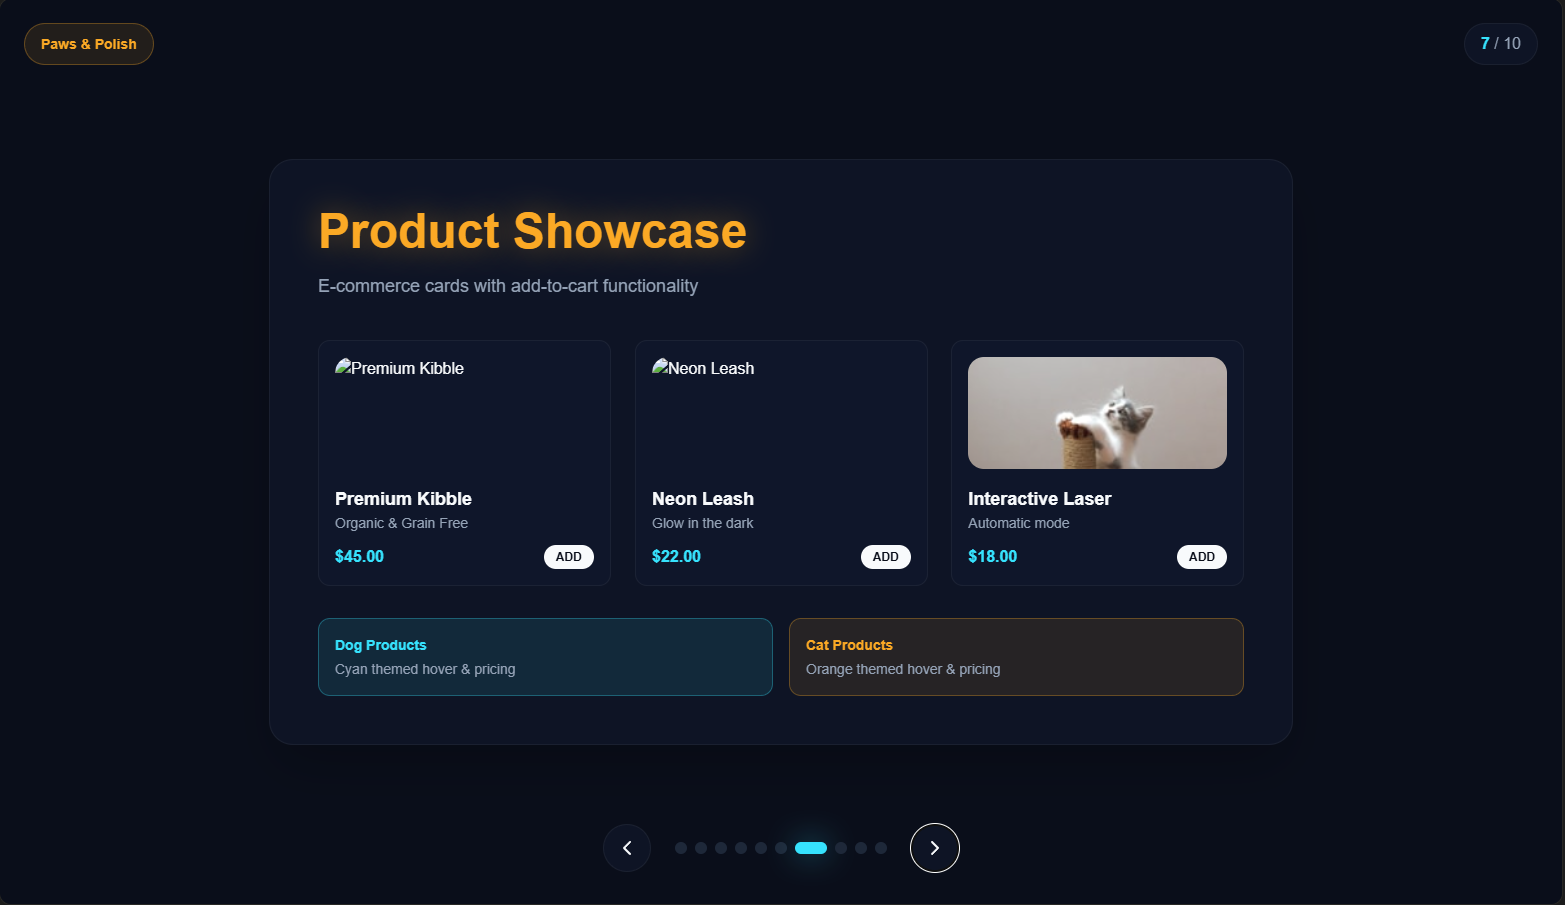 Paws & Polish
7 / 10
Product Showcase
E-commerce cards with add-to-cart functionality
Premium Kibble
Neon Leash
Premium Kibble
Organic & Grain Free
$45.00
ADD
Neon Leash
Glow in the dark
$22.00
ADD
Interactive Laser
Automatic mode
$18.00
ADD
Dog Products
Cyan themed hover & pricing
Cat Products
Orange themed hover & pricing